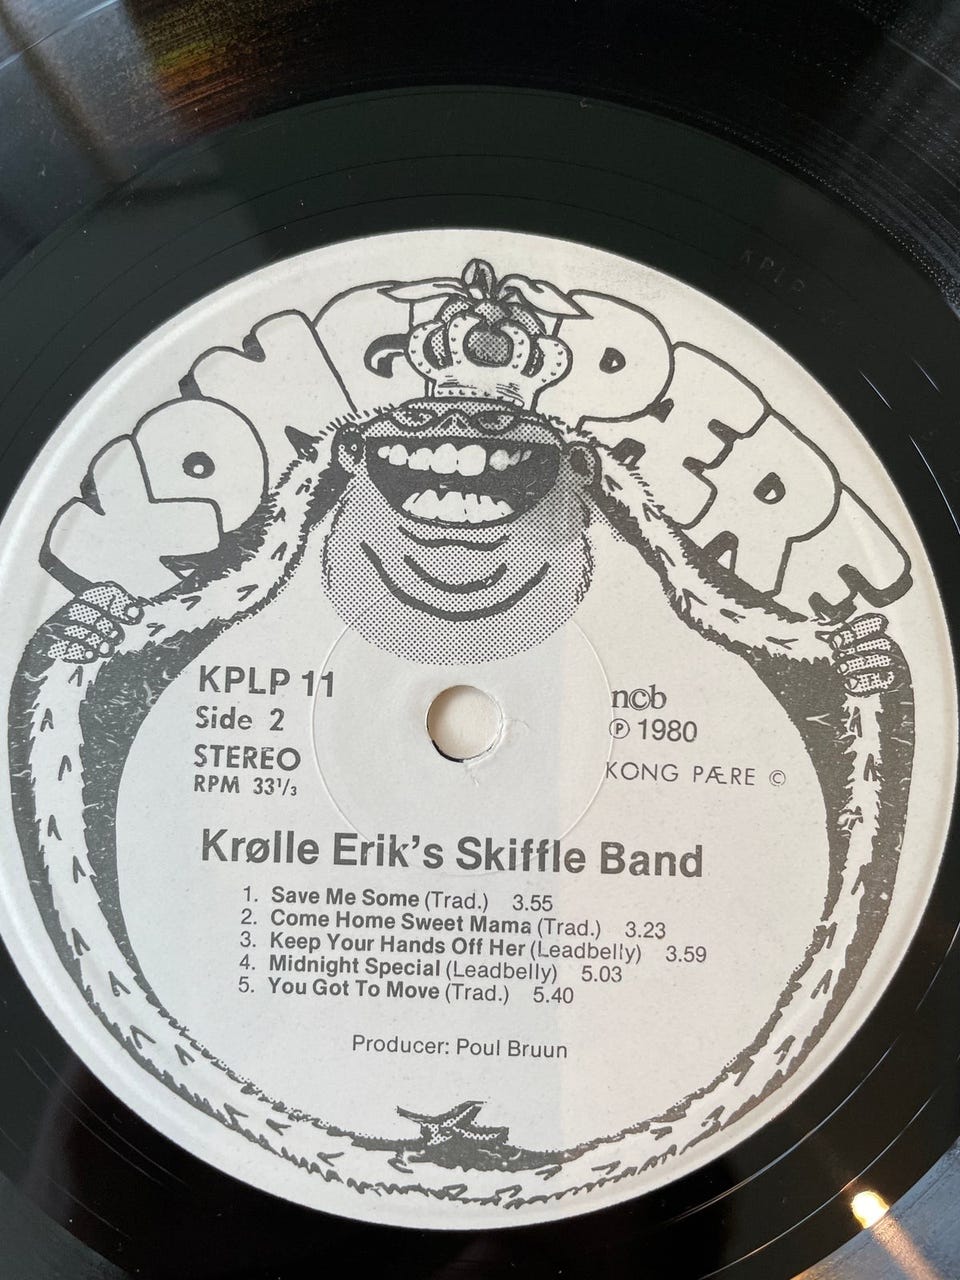 KPLP
KONG PÆRE
KPLP 11
Side 2
STEREO
RPM 33⅓
ncb
℗ 1980
KONG PÆRE ©
Krølle Erik's Skiffle Band
1. Save Me Some (Trad.) 3.55
2. Come Home Sweet Mama (Trad.) 3.23
3. Keep Your Hands Off Her (Leadbelly) 3.59
4. Midnight Special (Leadbelly) 5.03
5. You Got To Move (Trad.) 5.40
Producer: Poul Bruun